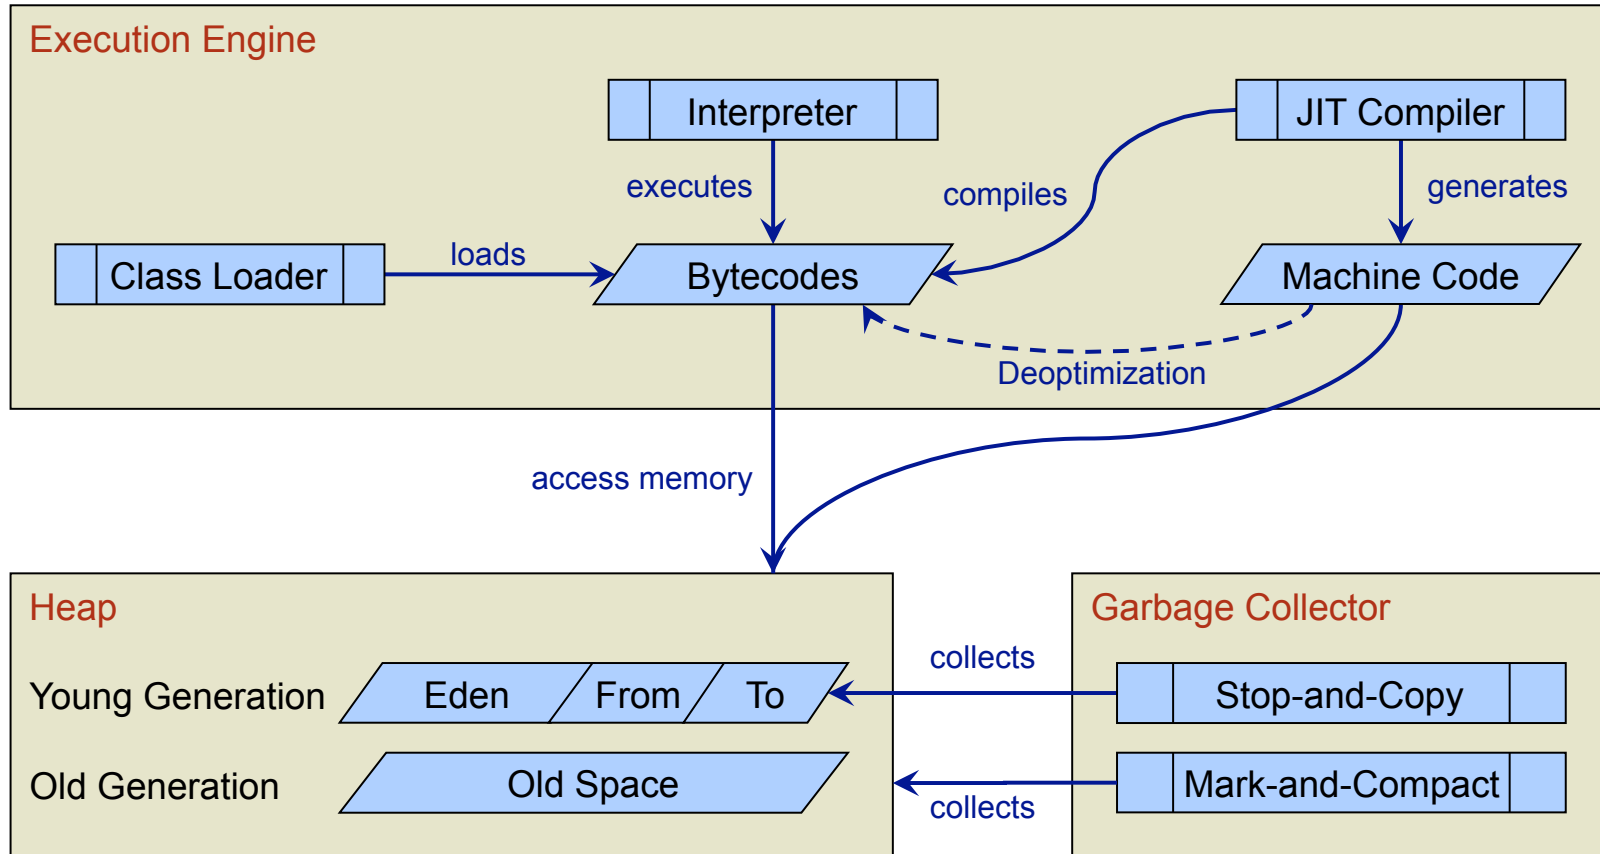 Execution Engine
Interpreter
JIT Compiler
executes
compiles
generates
Class Loader
loads
Bytecodes
Machine Code
Deoptimization
access memory
Heap
Garbage Collector
Young Generation
Eden
From
To
collects
Stop-and-Copy
Old Generation
Old Space
collects
Mark-and-Compact